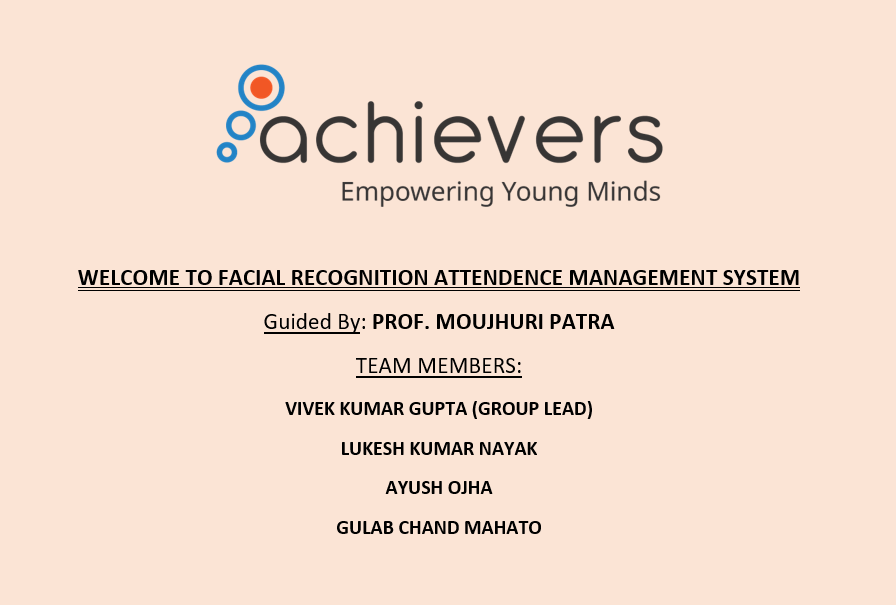 achievers
Empowering Young Minds
WELCOME TO FACIAL RECOGNITION ATTENDENCE MANAGEMENT SYSTEM
Guided By: PROF. MOUJHURI PATRA
TEAM MEMBERS:
VIVEK KUMAR GUPTA (GROUP LEAD)
LUKESH KUMAR NAYAK
AYUSH OJHA
GULAB CHAND MAHATO